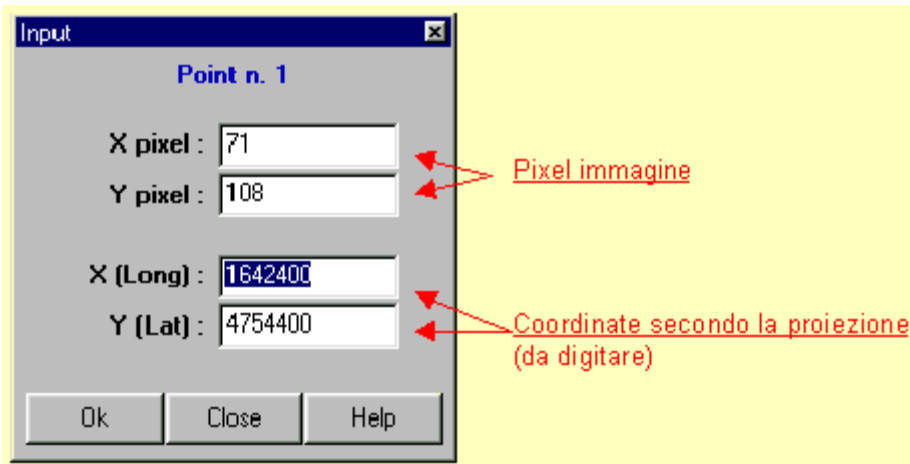 Input
Point n. 1
X pixel : 71
Pixel immagine
Y pixel : 108
X (Long) : 1642400
Y (Lat) : 4754400
Coordinate secondo la proiezione
(da digitare)
Ok Close Help